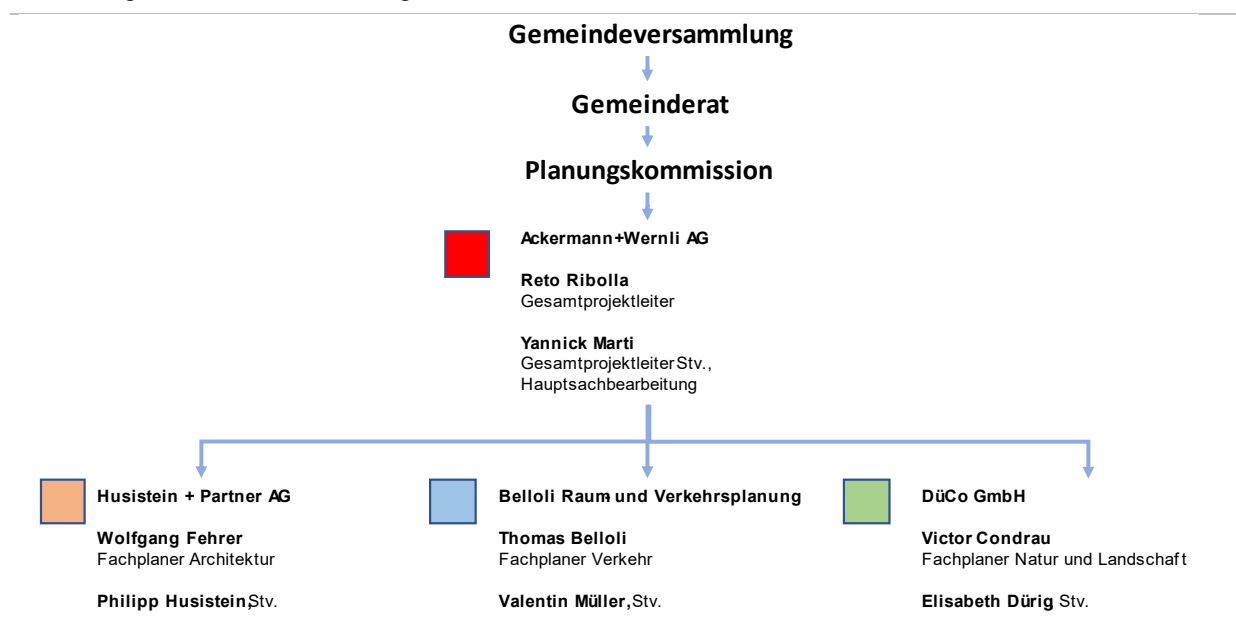 Gemeindeversammlung
Gemeinderat
Planungskommission
Ackermann+Wernli AG
Reto Ribolla
Gesamtprojektleiter
Yannick Marti
Gesamtprojektleiter Stv.,
Hauptsachbearbeitung
Husistein + Partner AG
Wolfgang Fehrer
Fachplaner Architektur
Philipp Husistein, Stv.
Belloli Raum- und Verkehrsplanung
Thomas Belloli
Fachplaner Verkehr
Valentin Müller, Stv.
DüCo GmbH
Victor Condrau
Fachplaner Natur und Landschaft
Elisabeth Dürig Stv.